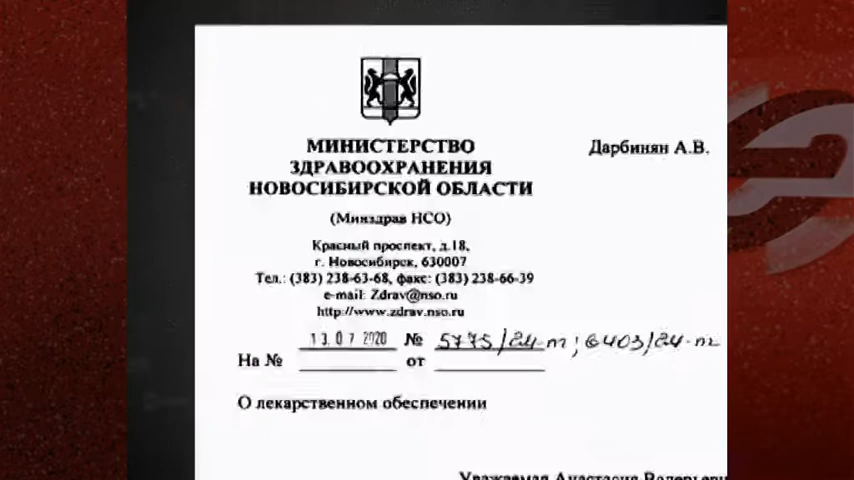 МИНИСТЕРСТВО
ЗДРАВООХРАНЕНИЯ
НОВОСИБИРСКОЙ ОБЛАСТИ
(Минздрав НСО)
Красный проспект, д.18,
г. Новосибирск, 630007
Тел.: (383) 238-63-68, факс: (383) 238-66-39
e-mail: Zdrav@nso.ru
http://www.zdrav.nso.ru
13.07 2020 № 5775/24-т; 6403/24-т
На № от
О лекарственном обеспечении
Дарбинян А.В.
Уважаемая Анастасия